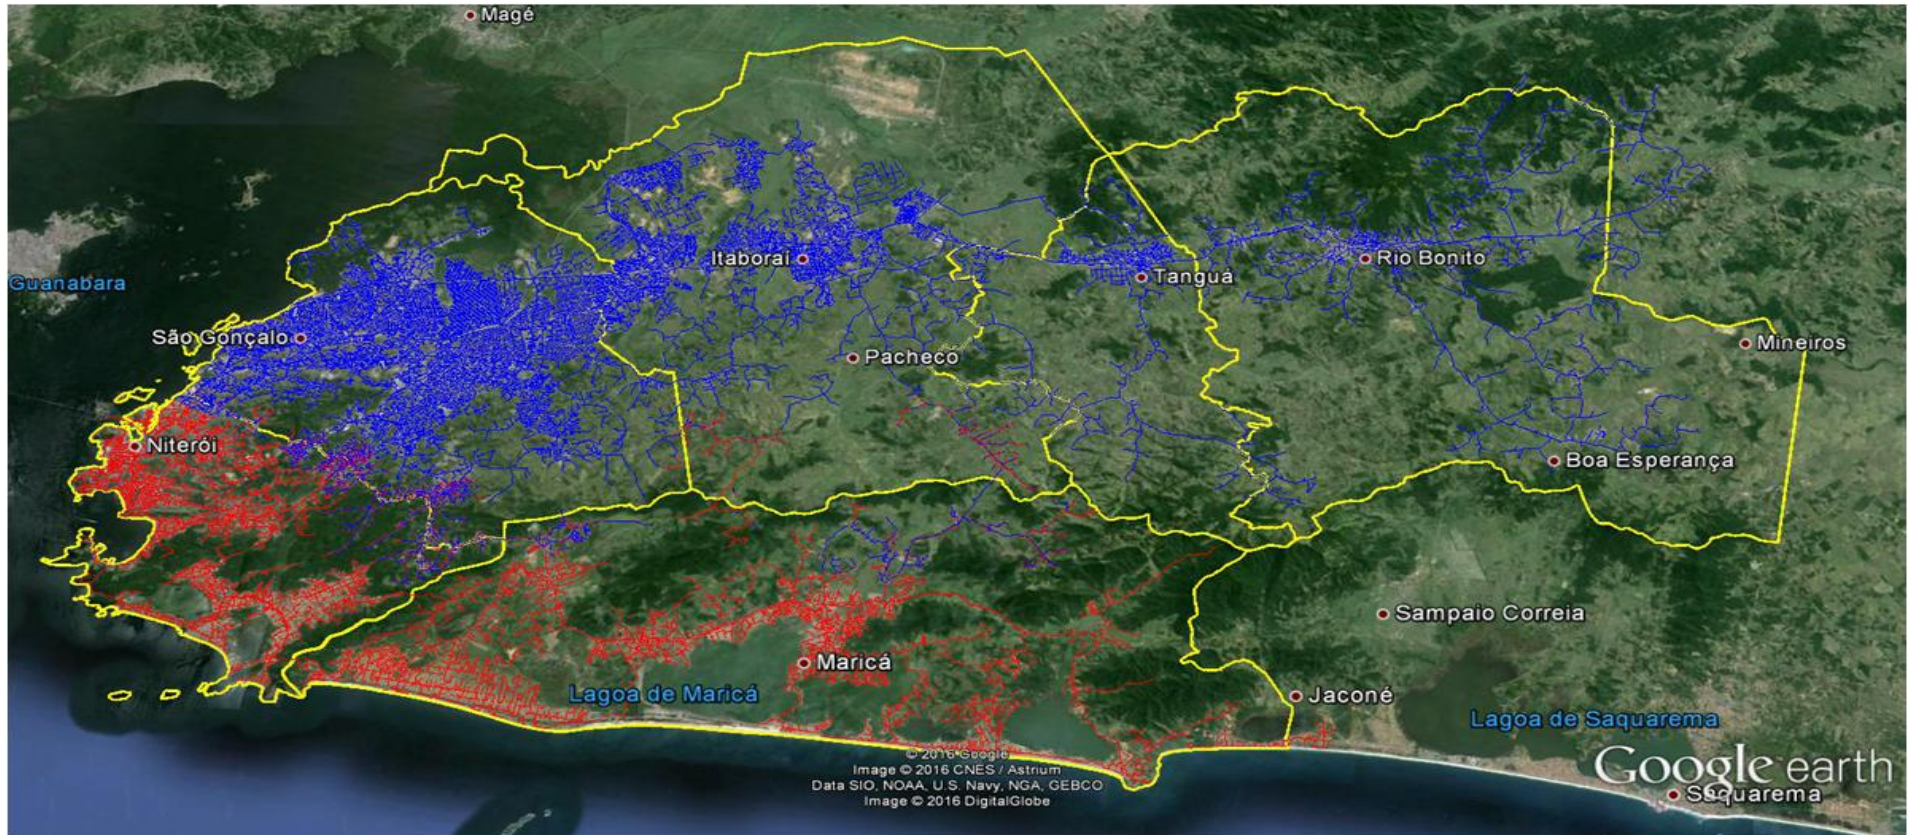 Magé
Guanabara
Itaboraí
Tanguá
Rio Bonito
São Gonçalo
Pacheco
Mineiros
Niterói
Boa Esperança
Sampaio Correia
Maricá
Lagoa de Maricá
Jaconé
Lagoa de Saquarema
© 2016 Google
Image © 2016 CNES / Astrium
Data SIO, NOAA, U.S. Navy, NGA, GEBCO
Image © 2016 DigitalGlobe
Google earth
Saquarema